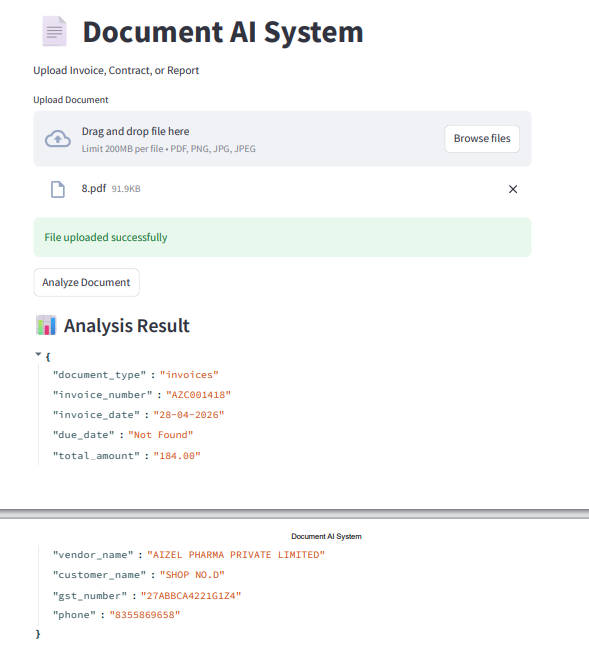 Document AI System
Upload Invoice, Contract, or Report
Upload Document
Drag and drop file here
Limit 200MB per file • PDF, PNG, JPG, JPEG
Browse files
8.pdf 91.9KB
File uploaded successfully
Analyze Document
Analysis Result
{
"document_type" : "invoices"
"invoice_number" : "AZC001418"
"invoice_date" : "28-04-2026"
"due_date" : "Not Found"
"total_amount" : "184.00"
Document AI System
"vendor_name" : "AIZEL PHARMA PRIVATE LIMITED"
"customer_name" : "SHOP NO.D"
"gst_number" : "27ABBCA4221G1Z4"
"phone" : "8355869658"
}